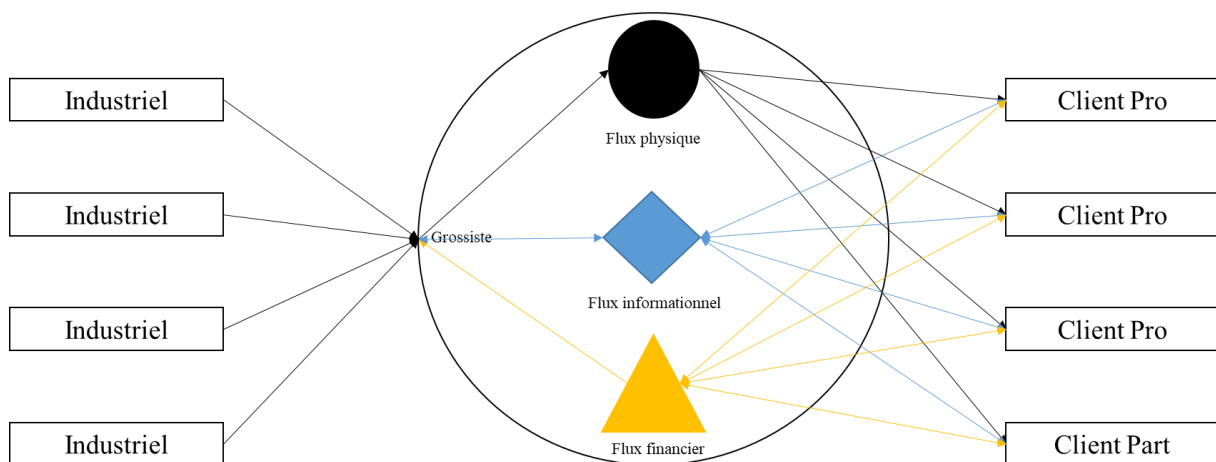 Industriel
Industriel
Industriel
Industriel
Grossiste
Flux physique
Flux informationnel
Flux financier
Client Pro
Client Pro
Client Pro
Client Part